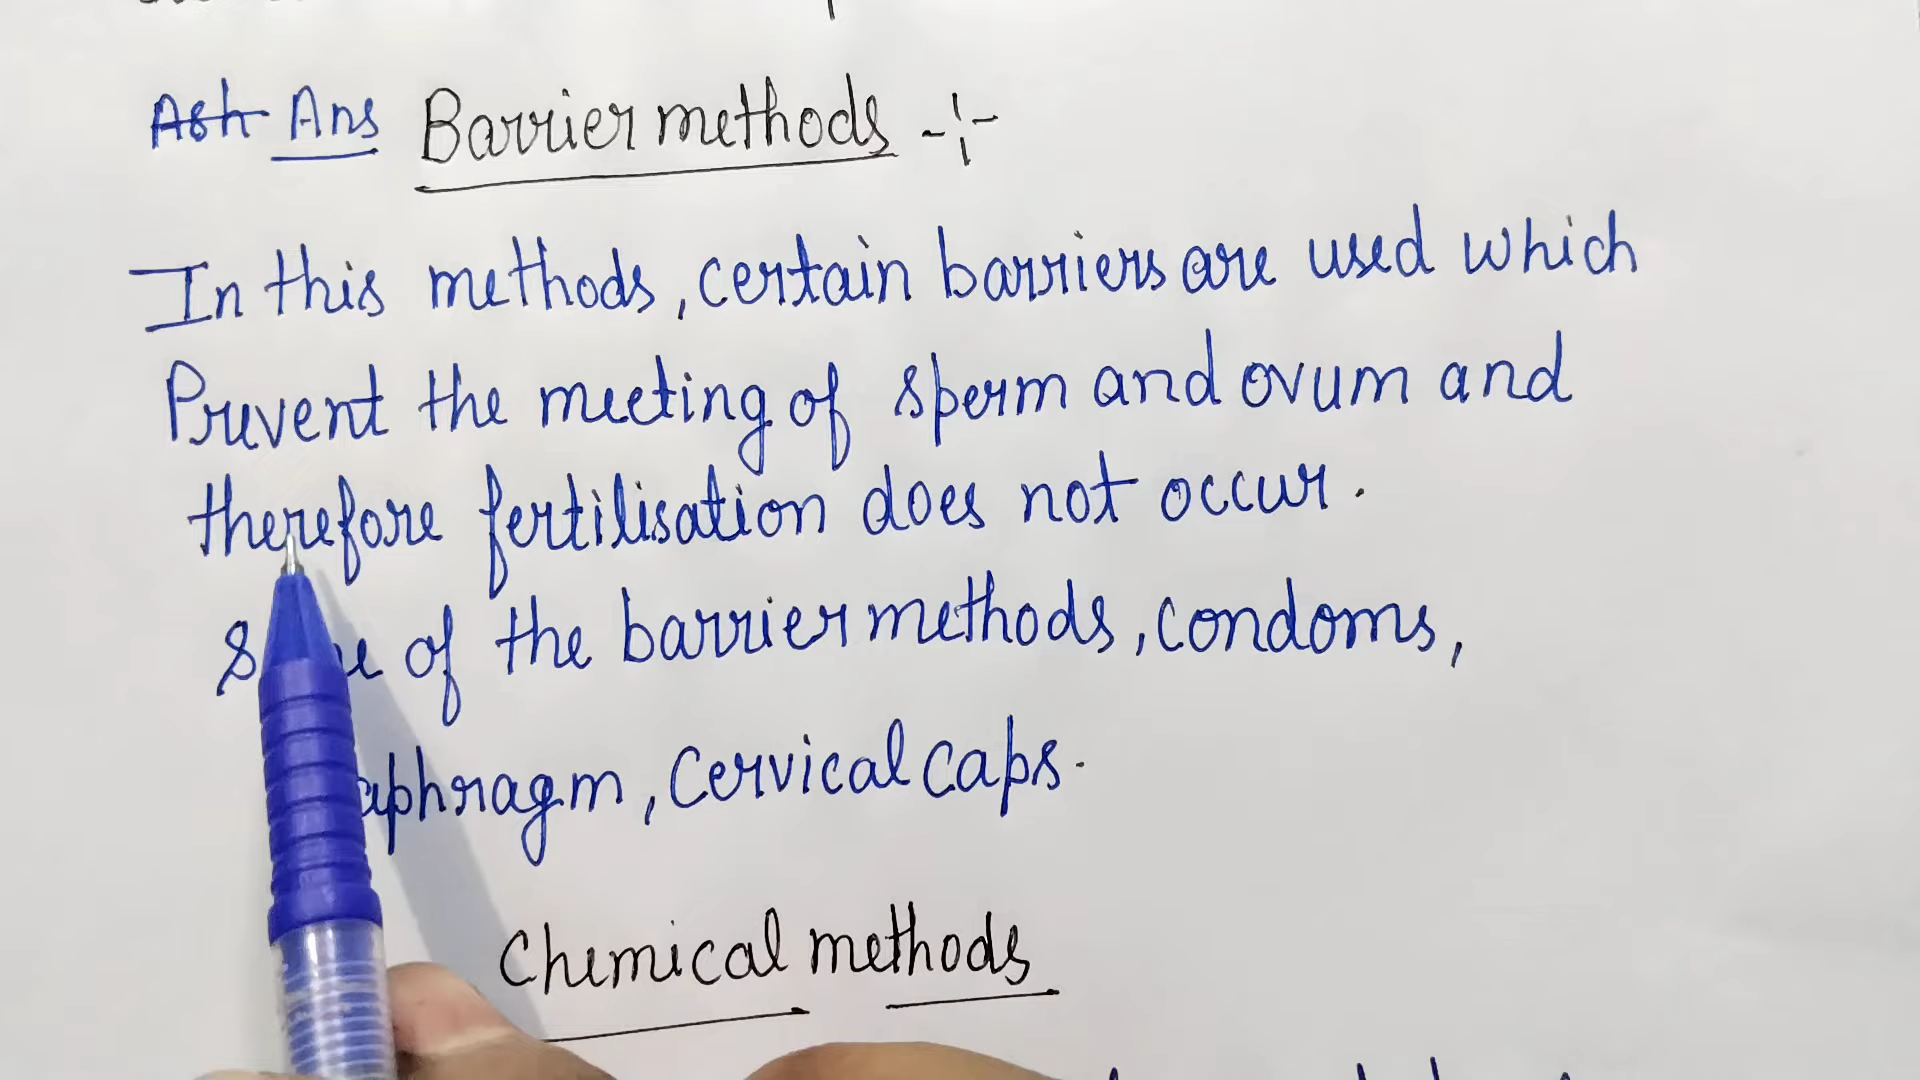 Ans Barrier methods
In this methods, certain barriers are used which
Prevent the meeting of sperm and ovum and
therefore fertilisation does not occur.
of the barrier methods, condoms,
aphragm, Cervical caps.
Chemical methods